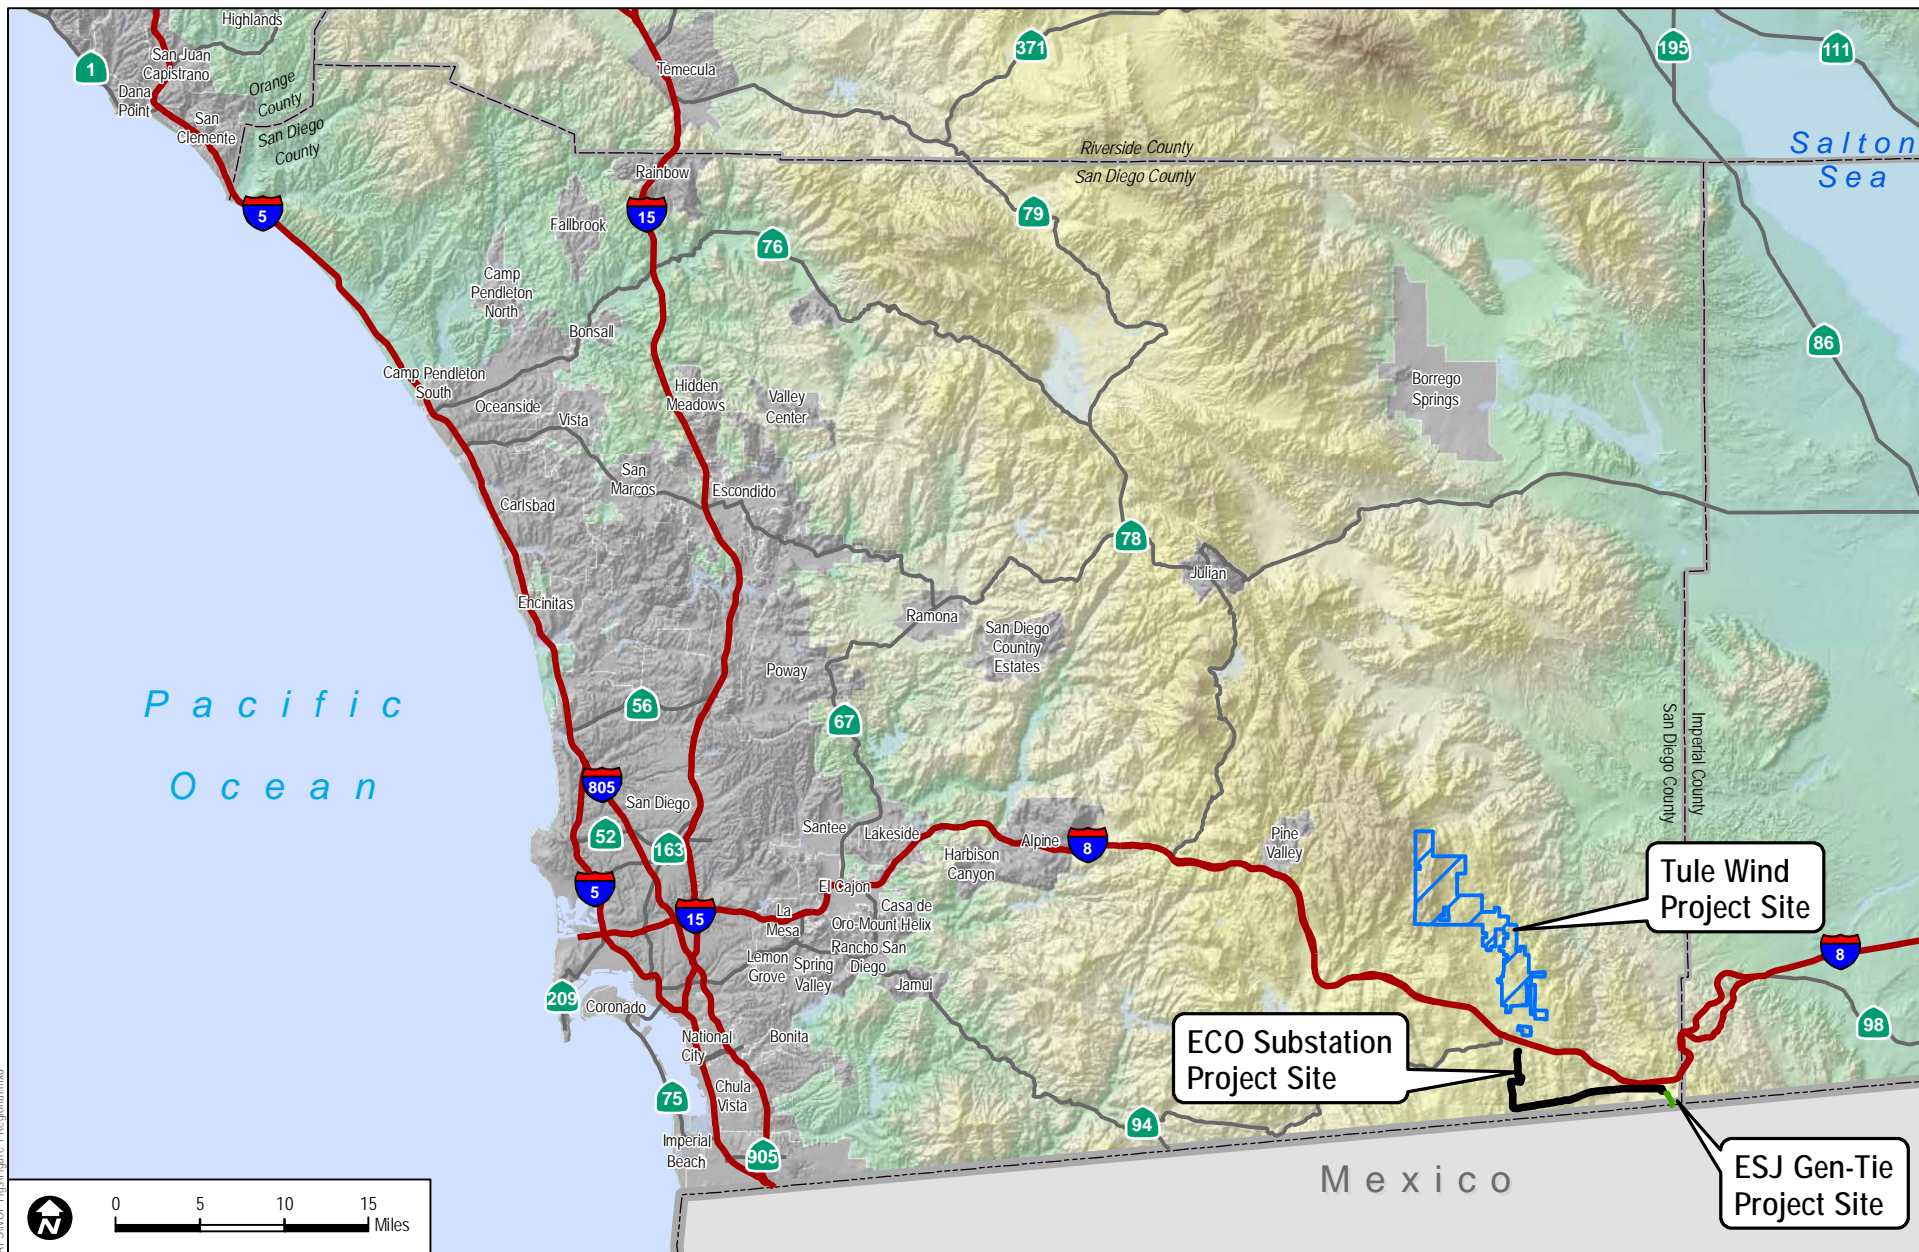 Highlands
San Juan
Capistrano
1
Dana
Point
San
Clemente
Orange
County
San Diego
County
Temecula
371
195
111
Salton
Sea
Riverside County
San Diego County
Rainbow
5
15
Fallbrook
76
79
Camp
Pendleton
North
Bonsall
86
Camp Pendleton
South
Oceanside
Vista
Hidden
Meadows
Valley
Center
Borrego
Springs
San
Marcos
Escondido
Carlsbad
78
Julian
Encinitas
Ramona
San Diego
Country
Estates
Poway
56
67
Pacific
Ocean
San Diego County
Imperial County
805
San Diego
52
163
Santee
Lakeside
Harbison
Canyon
Alpine
8
Pine
Valley
Tule Wind
Project Site
5
El Cajon
15
La
Mesa
Casa de
Oro-Mount Helix
Rancho San
Diego
Lemon
Grove
Spring
Valley
Jamul
8
209
Coronado
National
City
Bonita
98
ECO Substation
Project Site
75
Chula
Vista
94
Imperial
Beach
905
Mexico
ESJ Gen-Tie
Project Site
N
0 5 10 15
Miles